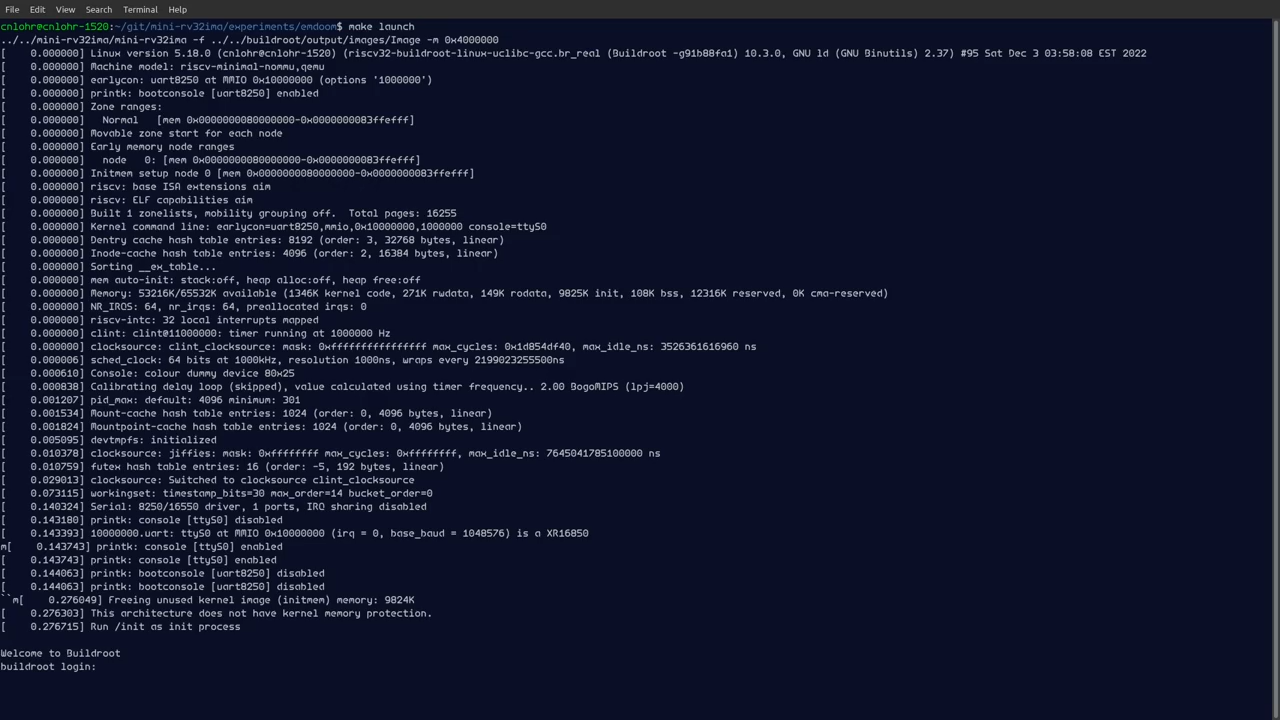 File Edit View Search Terminal Help
cnlohr@cnlohr-1520:~/git/mini-rv32ima/experiments/emdoom$ make launch
../../mini-rv32ima/mini-rv32ima -f ../../buildroot/output/images/Image -m 0x4000000
[    0.000000] Linux version 5.18.0 (cnlohr@cnlohr-1520) (riscv32-buildroot-linux-uclibc-gcc.br_real (Buildroot -g91b88fa1) 10.3.0, GNU ld (GNU Binutils) 2.37) #95 Sat Dec 3 03:58:08 EST 2022
[    0.000000] Machine model: riscv-minimal-nommu,qemu
[    0.000000] earlycon: uart8250 at MMIO 0x10000000 (options '1000000')
[    0.000000] printk: bootconsole [uart8250] enabled
[    0.000000] Zone ranges:
[    0.000000]   Normal   [mem 0x0000000080000000-0x0000000083ffefff]
[    0.000000] Movable zone start for each node
[    0.000000] Early memory node ranges
[    0.000000]   node   0: [mem 0x0000000080000000-0x0000000083ffefff]
[    0.000000] Initmem setup node 0 [mem 0x0000000080000000-0x0000000083ffefff]
[    0.000000] riscv: base ISA extensions aim
[    0.000000] riscv: ELF capabilities aim
[    0.000000] Built 1 zonelists, mobility grouping off.  Total pages: 16255
[    0.000000] Kernel command line: earlycon=uart8250,mmio,0x10000000,1000000 console=ttyS0
[    0.000000] Dentry cache hash table entries: 8192 (order: 3, 32768 bytes, linear)
[    0.000000] Inode-cache hash table entries: 4096 (order: 2, 16384 bytes, linear)
[    0.000000] Sorting __ex_table...
[    0.000000] mem auto-init: stack:off, heap alloc:off, heap free:off
[    0.000000] Memory: 53216K/65532K available (1346K kernel code, 271K rwdata, 149K rodata, 9825K init, 108K bss, 12316K reserved, 0K cma-reserved)
[    0.000000] NR_IRQS: 64, nr_irqs: 64, preallocated irqs: 0
[    0.000000] riscv-intc: 32 local interrupts mapped
[    0.000000] clint: clint@11000000: timer running at 1000000 Hz
[    0.000000] clocksource: clint_clocksource: mask: 0xffffffffffffffff max_cycles: 0x1d854df40, max_idle_ns: 3526361616960 ns
[    0.000006] sched_clock: 64 bits at 1000kHz, resolution 1000ns, wraps every 2199023255500ns
[    0.000610] Console: colour dummy device 80x25
[    0.000838] Calibrating delay loop (skipped), value calculated using timer frequency.. 2.00 BogoMIPS (lpj=4000)
[    0.001207] pid_max: default: 4096 minimum: 301
[    0.001534] Mount-cache hash table entries: 1024 (order: 0, 4096 bytes, linear)
[    0.001824] Mountpoint-cache hash table entries: 1024 (order: 0, 4096 bytes, linear)
[    0.005095] devtmpfs: initialized
[    0.010378] clocksource: jiffies: mask: 0xffffffff max_cycles: 0xffffffff, max_idle_ns: 7645041785100000 ns
[    0.010759] futex hash table entries: 16 (order: -5, 192 bytes, linear)
[    0.029013] clocksource: Switched to clocksource clint_clocksource
[    0.073115] workingset: timestamp_bits=30 max_order=14 bucket_order=0
[    0.140324] Serial: 8250/16550 driver, 1 ports, IRQ sharing disabled
[    0.143180] printk: console [ttyS0] disabled
[    0.143393] 10000000.uart: ttyS0 at MMIO 0x10000000 (irq = 0, base_baud = 1048576) is a XR16850
m[    0.143743] printk: console [ttyS0] enabled
[    0.143743] printk: console [ttyS0] enabled
[    0.144063] printk: bootconsole [uart8250] disabled
[    0.144063] printk: bootconsole [uart8250] disabled
``m[    0.276049] Freeing unused kernel image (initmem) memory: 9824K
[    0.276303] This architecture does not have kernel memory protection.
[    0.276715] Run /init as init process
Welcome to Buildroot
buildroot login: